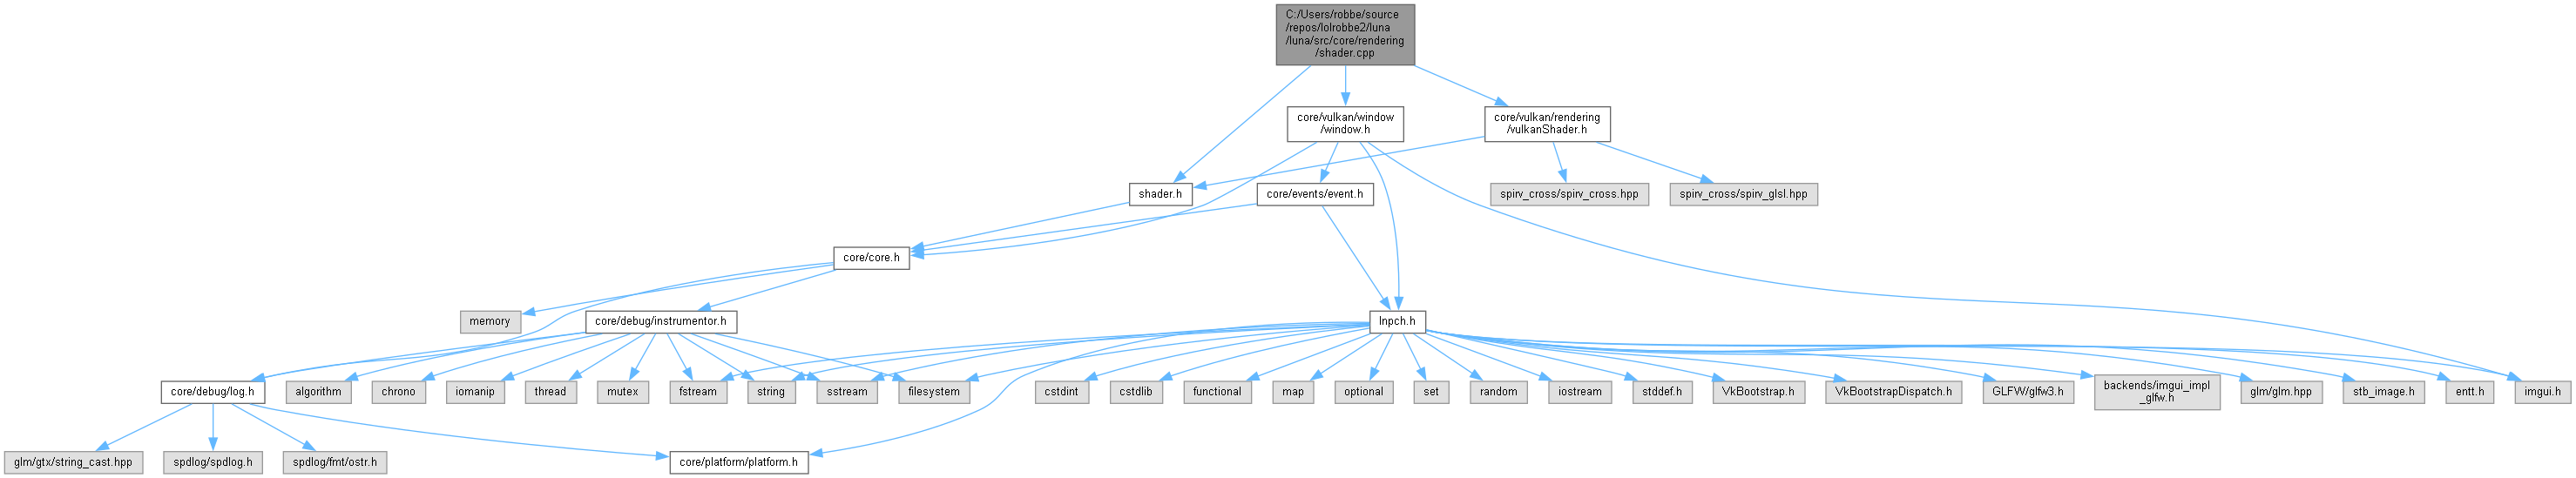 C:/Users/robbe/source
/repos/lolrobbe2/luna
/luna/src/core/rendering
/shader.cpp
core/vulkan/window
/window.h
core/vulkan/rendering
/vulkanShader.h
shader.h
core/events/event.h
spirv_cross/spirv_cross.hpp
spirv_cross/spirv_glsl.hpp
core/core.h
memory
core/debug/instrumentor.h
lnpch.h
core/debug/log.h
algorithm
chrono
iomanip
thread
mutex
fstream
string
sstream
filesystem
cstdint
cstdlib
functional
map
optional
set
random
iostream
stddef.h
VkBootstrap.h
VkBootstrapDispatch.h
GLFW/glfw3.h
backends/imgui_impl
_glfw.h
glm/glm.hpp
stb_image.h
entt.h
imgui.h
glm/gtx/string_cast.hpp
spdlog/spdlog.h
spdlog/fmt/ostr.h
core/platform/platform.h